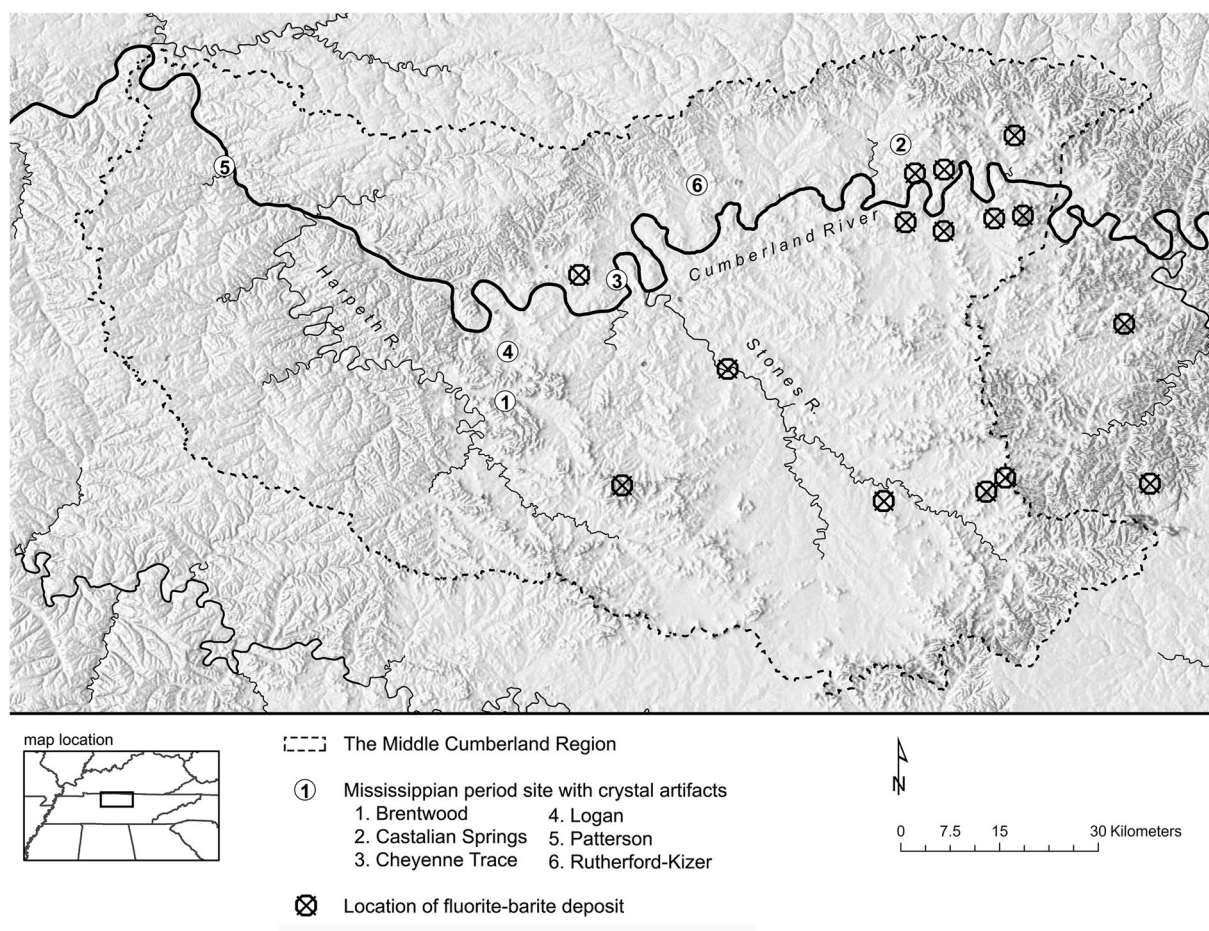 2
5
6
Cumberland River
3
Harpeth R.
4
Stones R.
1
map location
The Middle Cumberland Region
1 Mississippian period site with crystal artifacts
1. Brentwood 4. Logan
2. Castalian Springs 5. Patterson
3. Cheyenne Trace 6. Rutherford-Kizer
Location of fluorite-barite deposit
N
0 7.5 15 30 Kilometers